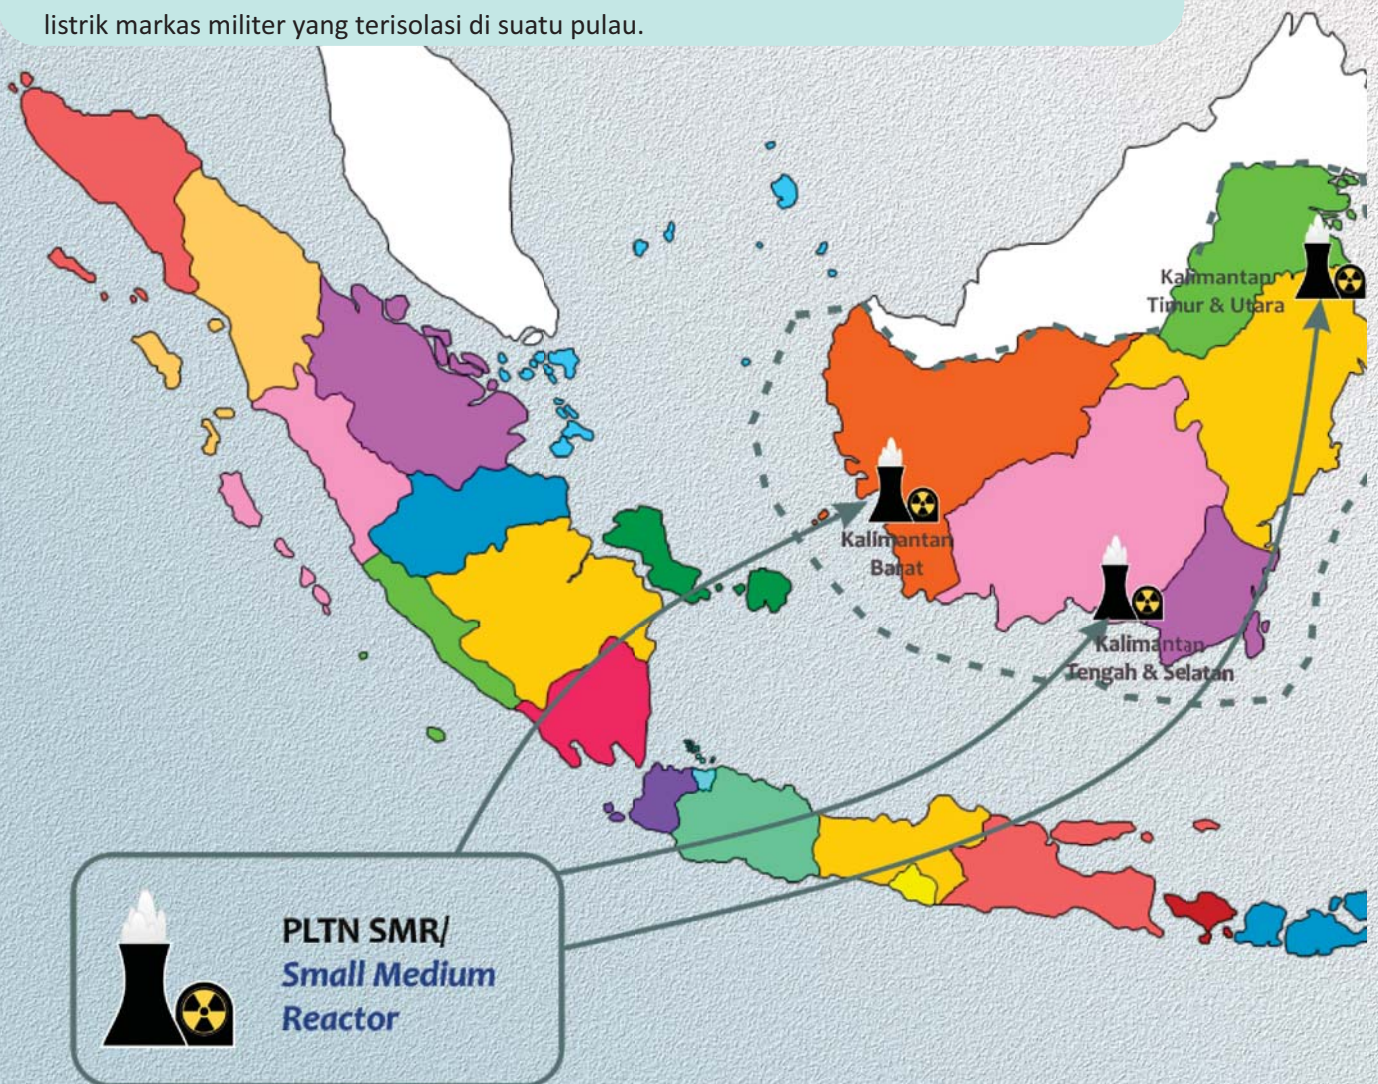 listrik markas militer yang terisolasi di suatu pulau.
Kalimantan
Timur & Utara
Kalimantan
Barat
Kalimantan
Tengah & Selatan
PLTN SMR/
Small Medium
Reactor